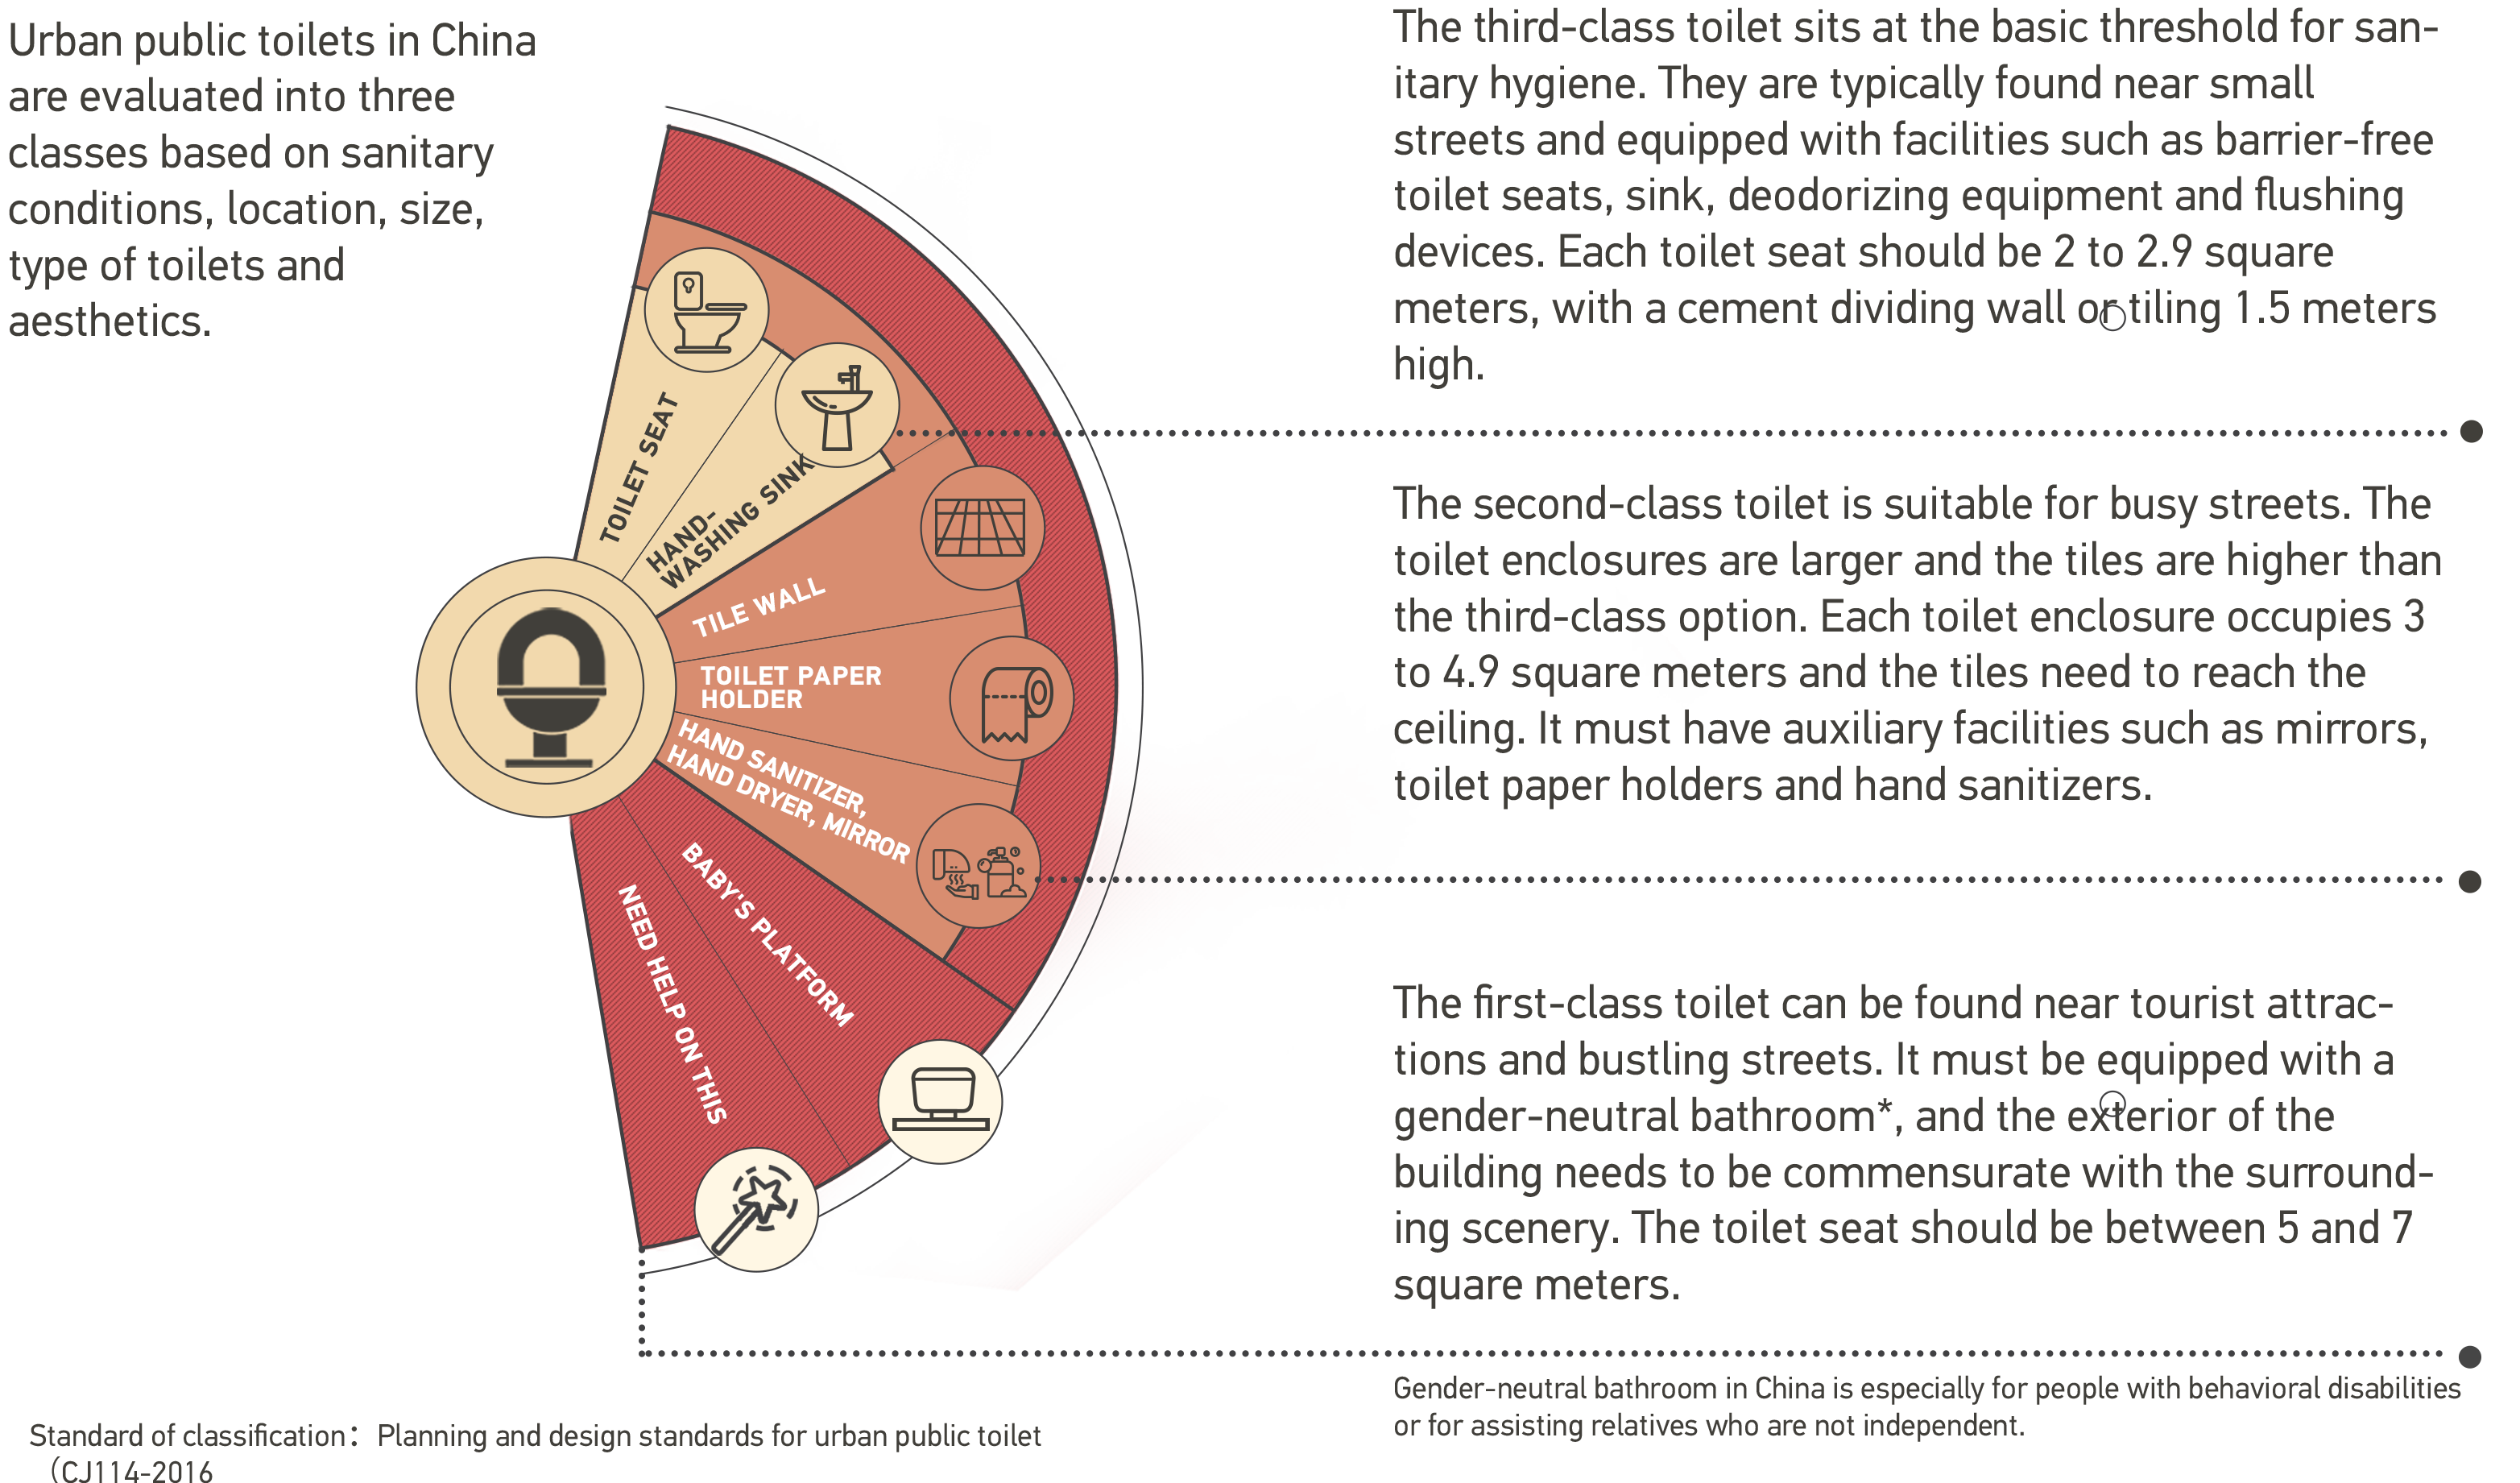 Urban public toilets in China
are evaluated into three
classes based on sanitary
conditions, location, size,
type of toilets and
aesthetics.
TOILET SEAT
HAND-
WASHING SINK
TILE WALL
TOILET PAPER
HOLDER
HAND SANITIZER,
HAND DRYER, MIRROR
BABY'S PLATFORM
NEED HELP ON THIS
The third-class toilet sits at the basic threshold for san-
itary hygiene. They are typically found near small
streets and equipped with facilities such as barrier-free
toilet seats, sink, deodorizing equipment and flushing
devices. Each toilet seat should be 2 to 2.9 square
meters, with a cement dividing wall or tiling 1.5 meters
high.
The second-class toilet is suitable for busy streets. The
toilet enclosures are larger and the tiles are higher than
the third-class option. Each toilet enclosure occupies 3
to 4.9 square meters and the tiles need to reach the
ceiling. It must have auxiliary facilities such as mirrors,
toilet paper holders and hand sanitizers.
The first-class toilet can be found near tourist attrac-
tions and bustling streets. It must be equipped with a
gender-neutral bathroom*, and the exterior of the
building needs to be commensurate with the surround-
ing scenery. The toilet seat should be between 5 and 7
square meters.
Gender-neutral bathroom in China is especially for people with behavioral disabilities
or for assisting relatives who are not independent.
Standard of classification：Planning and design standards for urban public toilet
（CJ114-2016